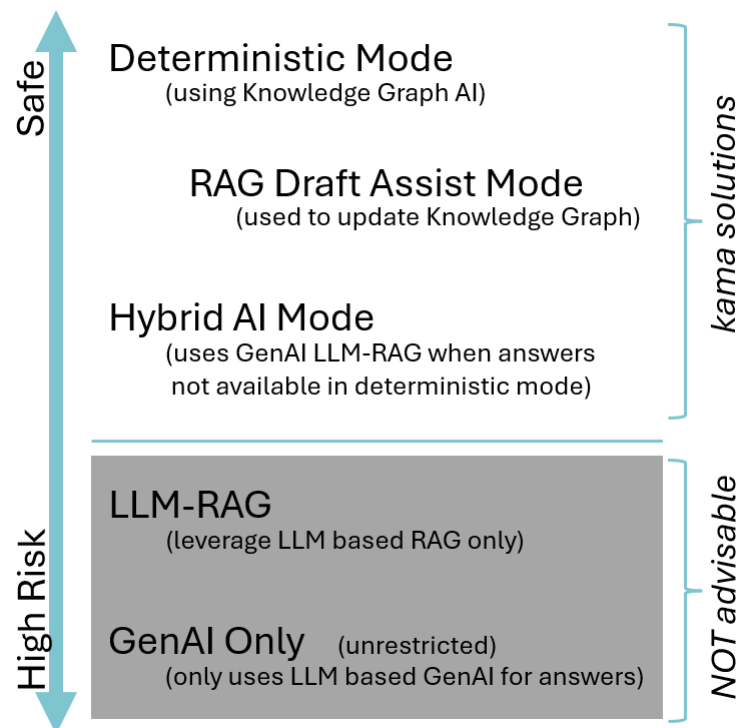 Safe
High Risk
Deterministic Mode
(using Knowledge Graph AI)
RAG Draft Assist Mode
(used to update Knowledge Graph)
Hybrid AI Mode
(uses GenAI LLM-RAG when answers
not available in deterministic mode)
kama solutions
LLM-RAG
(leverage LLM based RAG only)
GenAI Only (unrestricted)
(only uses LLM based GenAI for answers)
NOT advisable